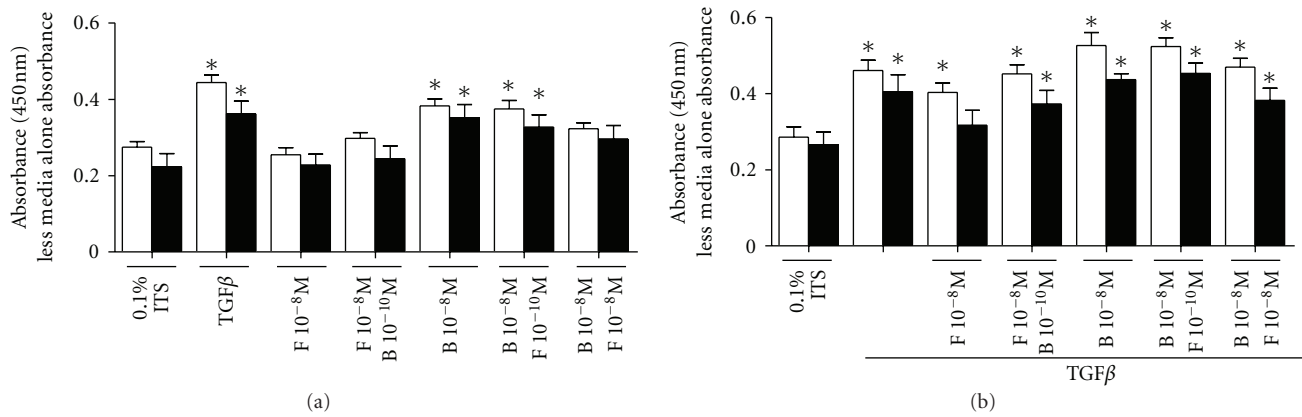 Absorbance (450 nm)
less media alone absorbance
0.6
0.4
0.2
0
∗
∗
∗
∗
∗
∗
0.1%
ITS
TGFβ
F 10⁻⁸M
F 10⁻⁸M
B 10⁻¹⁰M
B 10⁻⁸M
B 10⁻⁸M
F 10⁻¹⁰M
B 10⁻⁸M
F 10⁻⁸M
(a)
Absorbance (450 nm)
less media alone absorbance
0.6
0.4
0.2
0
∗
∗
∗
∗
∗
∗
∗
∗
∗
∗
∗
0.1%
ITS
F 10⁻⁸M
F 10⁻⁸M
B 10⁻¹⁰M
B 10⁻⁸M
B 10⁻⁸M
F 10⁻¹⁰M
B 10⁻⁸M
F 10⁻⁸M
TGFβ
(b)